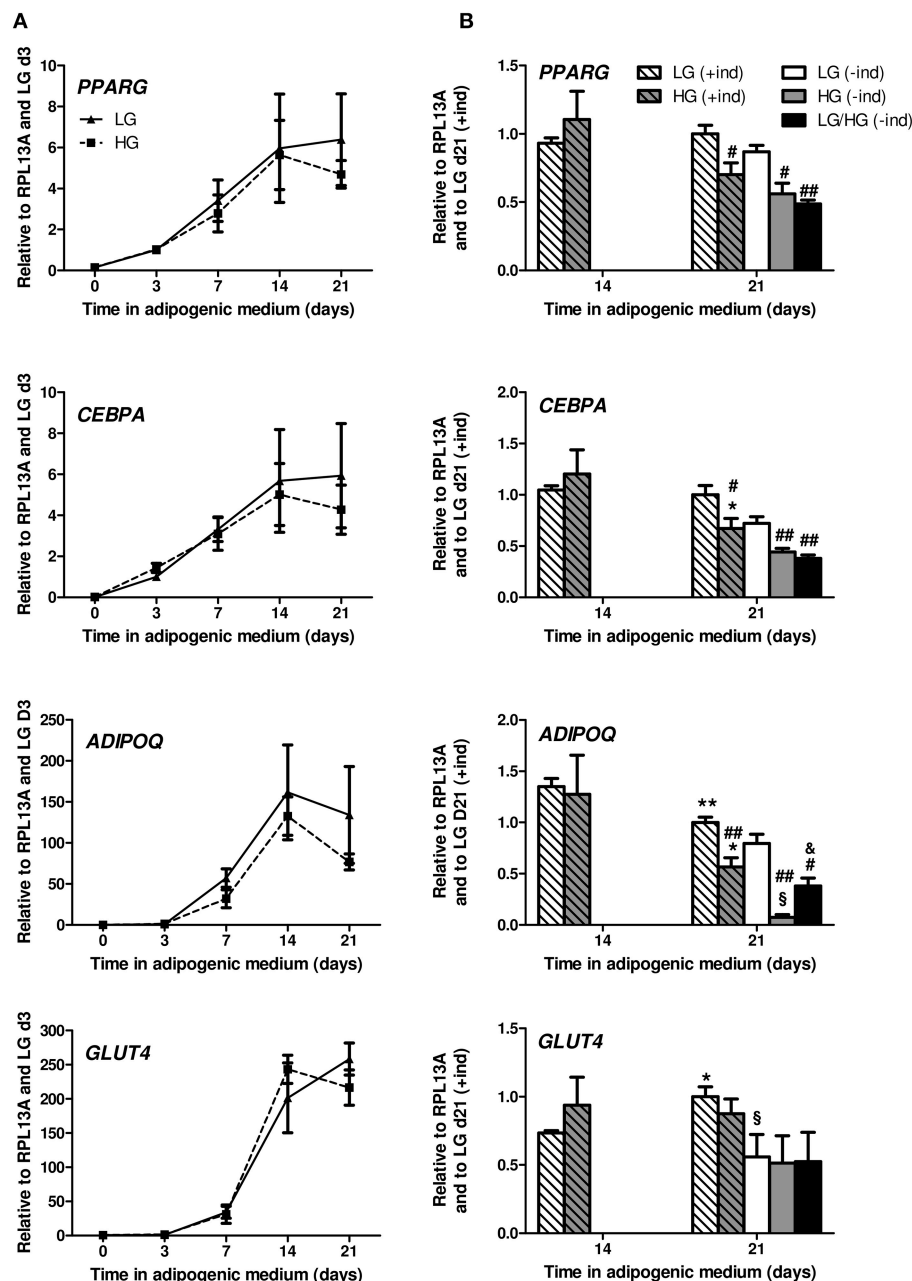 A
PPARG
LG
HG
Relative to RPL13A and LG d3
10
8
6
4
2
0
0 3 7 14 21
Time in adipogenic medium (days)
B
PPARG
LG (+ind)
HG (+ind)
LG (-ind)
HG (-ind)
LG/HG (-ind)
Relative to RPL13A
and to LG d21 (+ind)
1.5
1.0
0.5
0.0
# # ##
14 21
Time in adipogenic medium (days)
CEBPA
Relative to RPL13A and LG d3
10
8
6
4
2
0
0 3 7 14 21
Time in adipogenic medium (days)
CEBPA
Relative to RPL13A
and to LG d21 (+ind)
2.0
1.5
1.0
0.5
0.0
#
* ## ##
14 21
Time in adipogenic medium (days)
ADIPOQ
Relative to RPL13A and LG D3
250
200
150
100
50
0
0 3 7 14 21
Time in adipogenic medium (days)
ADIPOQ
Relative to RPL13A
and to LG D21 (+ind)
2.0
1.5
1.0
0.5
0.0
**
## &
* ## #
§
14 21
Time in adipogenic medium (days)
GLUT4
Relative to RPL13A and LG d3
300
250
200
150
100
50
0
0 3 7 14 21
Time in adipogenic medium (days)
GLUT4
Relative to RPL13A
and to LG d21 (+ind)
1.5
1.0
0.5
0.0
* §
14 21
Time in adipogenic medium (days)